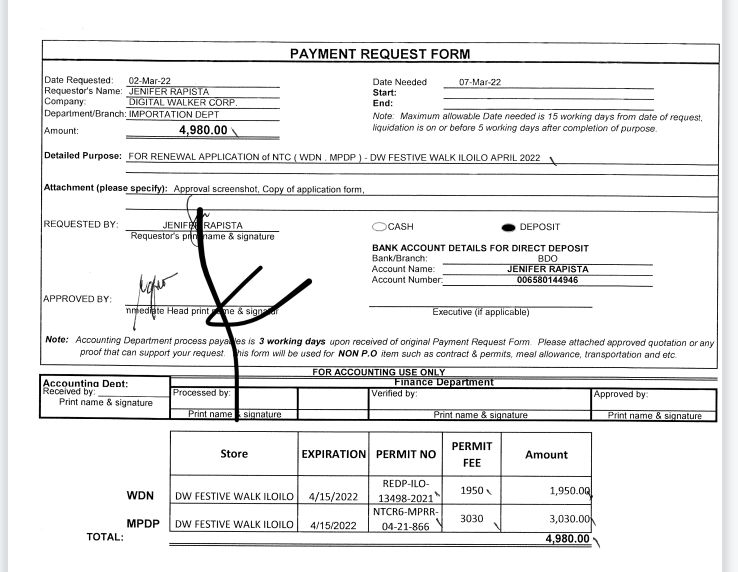 PAYMENT REQUEST FORM
Date Requested: 02-Mar-22 Date Needed 07-Mar-22
Requestor's Name: JENIFER RAPISTA Start:
Company: DIGITAL WALKER CORP. End:
Department/Branch: IMPORTATION DEPT
Note: Maximum allowable Date needed is 15 working days from date of request,
liquidation is on or before 5 working days after completion of purpose.
Amount: 4,980.00
Detailed Purpose: FOR RENEWAL APPLICATION of NTC ( WDN . MPDP ) - DW FESTIVE WALK ILOILO APRIL 2022
Attachment (please specify): Approval screenshot, Copy of application form,
REQUESTED BY: JENIFER RAPISTA CASH DEPOSIT
Requestor's print name & signature
BANK ACCOUNT DETAILS FOR DIRECT DEPOSIT
Bank/Branch: BDO
Account Name: JENIFER RAPISTA
Account Number: 006580144946
APPROVED BY:
Immediate Head print name & signatur
Executive (if applicable)
Note: Accounting Department process payables is 3 working days upon received of original Payment Request Form. Please attached approved quotation or any
proof that can support your request. This form will be used for NON P.O item such as contract & permits, meal allowance, transportation and etc.
FOR ACCOUNTING USE ONLY
Accounting Dept: Finance Department
Received by: Processed by: Verified by: Approved by:
Print name & signature Print name & signature Print name & signature Print name & signature
Store EXPIRATION PERMIT NO PERMIT FEE Amount
WDN DW FESTIVE WALK ILOILO 4/15/2022 REDP-ILO-13498-2021 1950 1,950.00
MPDP DW FESTIVE WALK ILOILO 4/15/2022 NTCR6-MPRR-04-21-866 3030 3,030.00
TOTAL: 4,980.00